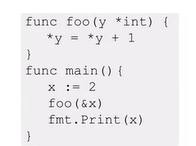 func foo(y *int) {
    *y = *y + 1
}
func main(){
    x := 2
    foo(&x)
    fmt.Print(x)
}